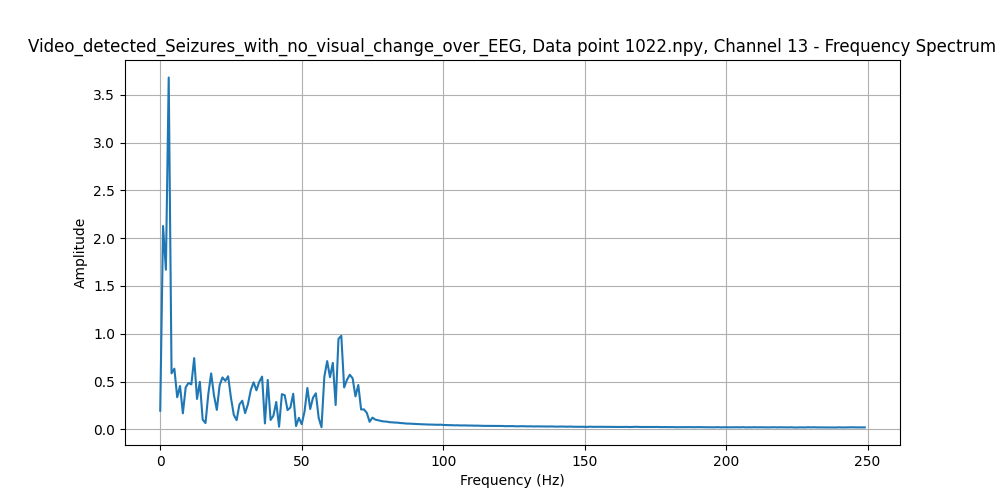 Video_detected_Seizures_with_no_visual_change_over_EEG, Data point 1022.npy, Channel 13 - Frequency Spectrum
3.5
3.0
2.5
2.0
1.5
1.0
0.5
0.0
Amplitude
0 50 100 150 200 250
Frequency (Hz)